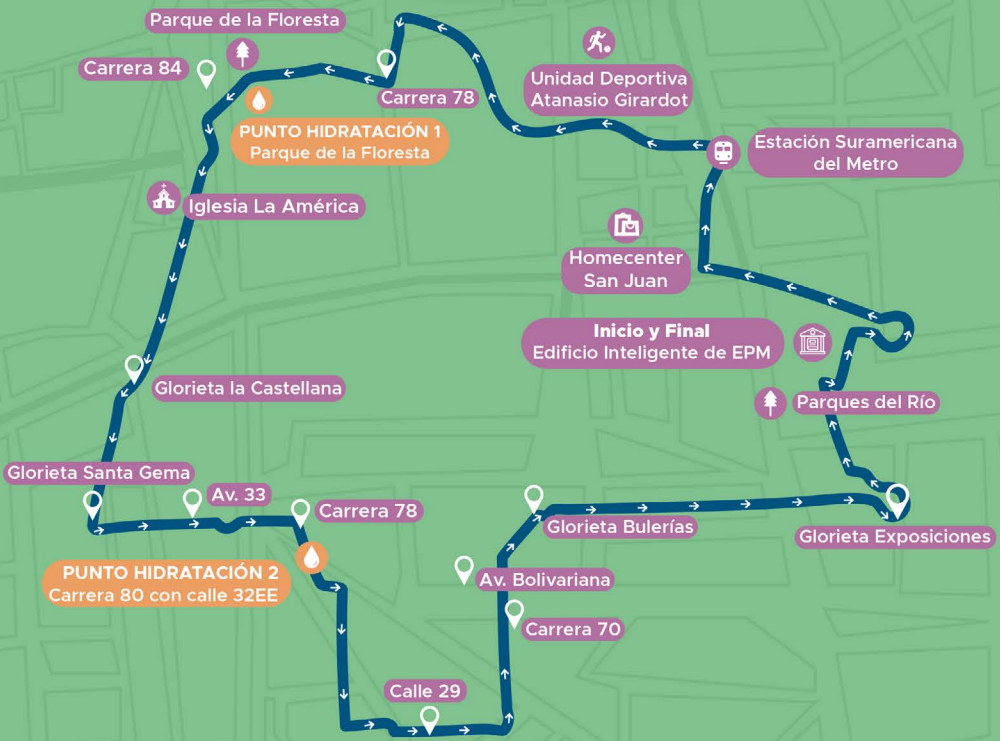 Parque de la Floresta
Carrera 84
Carrera 78
PUNTO HIDRATACIÓN 1
Parque de la Floresta
Unidad Deportiva
Atanasio Girardot
Estación Suramericana
del Metro
Iglesia La América
Homecenter
San Juan
Inicio y Final
Edificio Inteligente de EPM
Glorieta la Castellana
Parques del Río
Glorieta Santa Gema
Av. 33
Carrera 78
Glorieta Bulerías
Glorieta Exposiciones
PUNTO HIDRATACIÓN 2
Carrera 80 con calle 32EE
Av. Bolivariana
Carrera 70
Calle 29